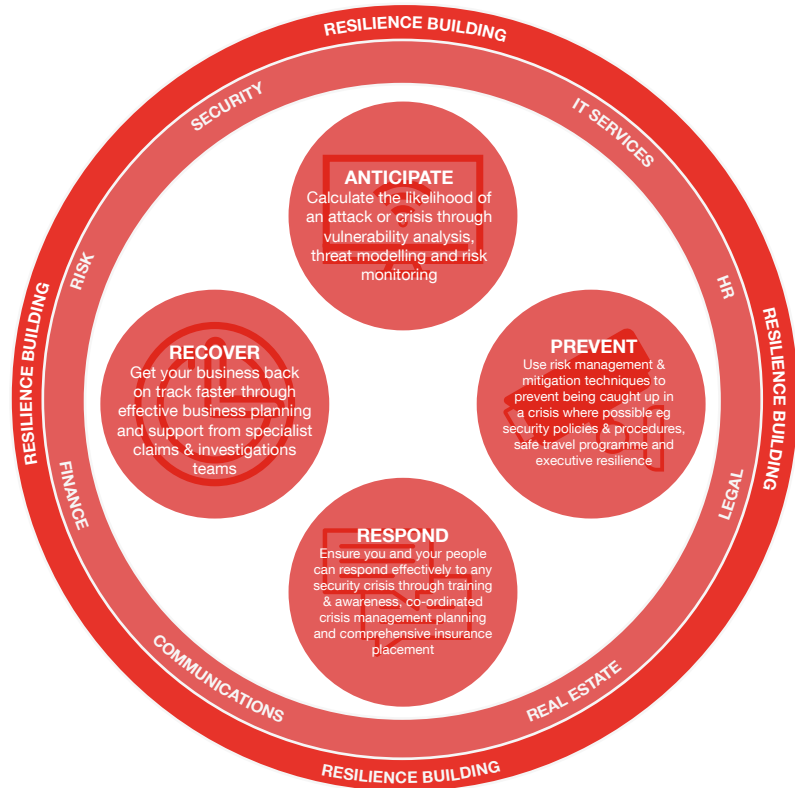 RESILIENCE BUILDING
SECURITY
IT SERVICES
ANTICIPATE
Calculate the likelihood of
an attack or crisis through
vulnerability analysis,
threat modelling and risk
monitoring
RISK
HR
RESILIENCE BUILDING
RESILIENCE BUILDING
RECOVER
Get your business back
on track faster through
effective business planning
and support from specialist
claims & investigations
teams
PREVENT
Use risk management &
mitigation techniques to
prevent being caught up in
a crisis where possible eg
security policies & procedures,
safe travel programme and
executive resilience
FINANCE
LEGAL
RESPOND
Ensure you and your people
can respond effectively to any
security crisis through training
& awareness, co-ordinated
crisis management planning
and comprehensive insurance
placement
COMMUNICATIONS
REAL ESTATE
RESILIENCE BUILDING